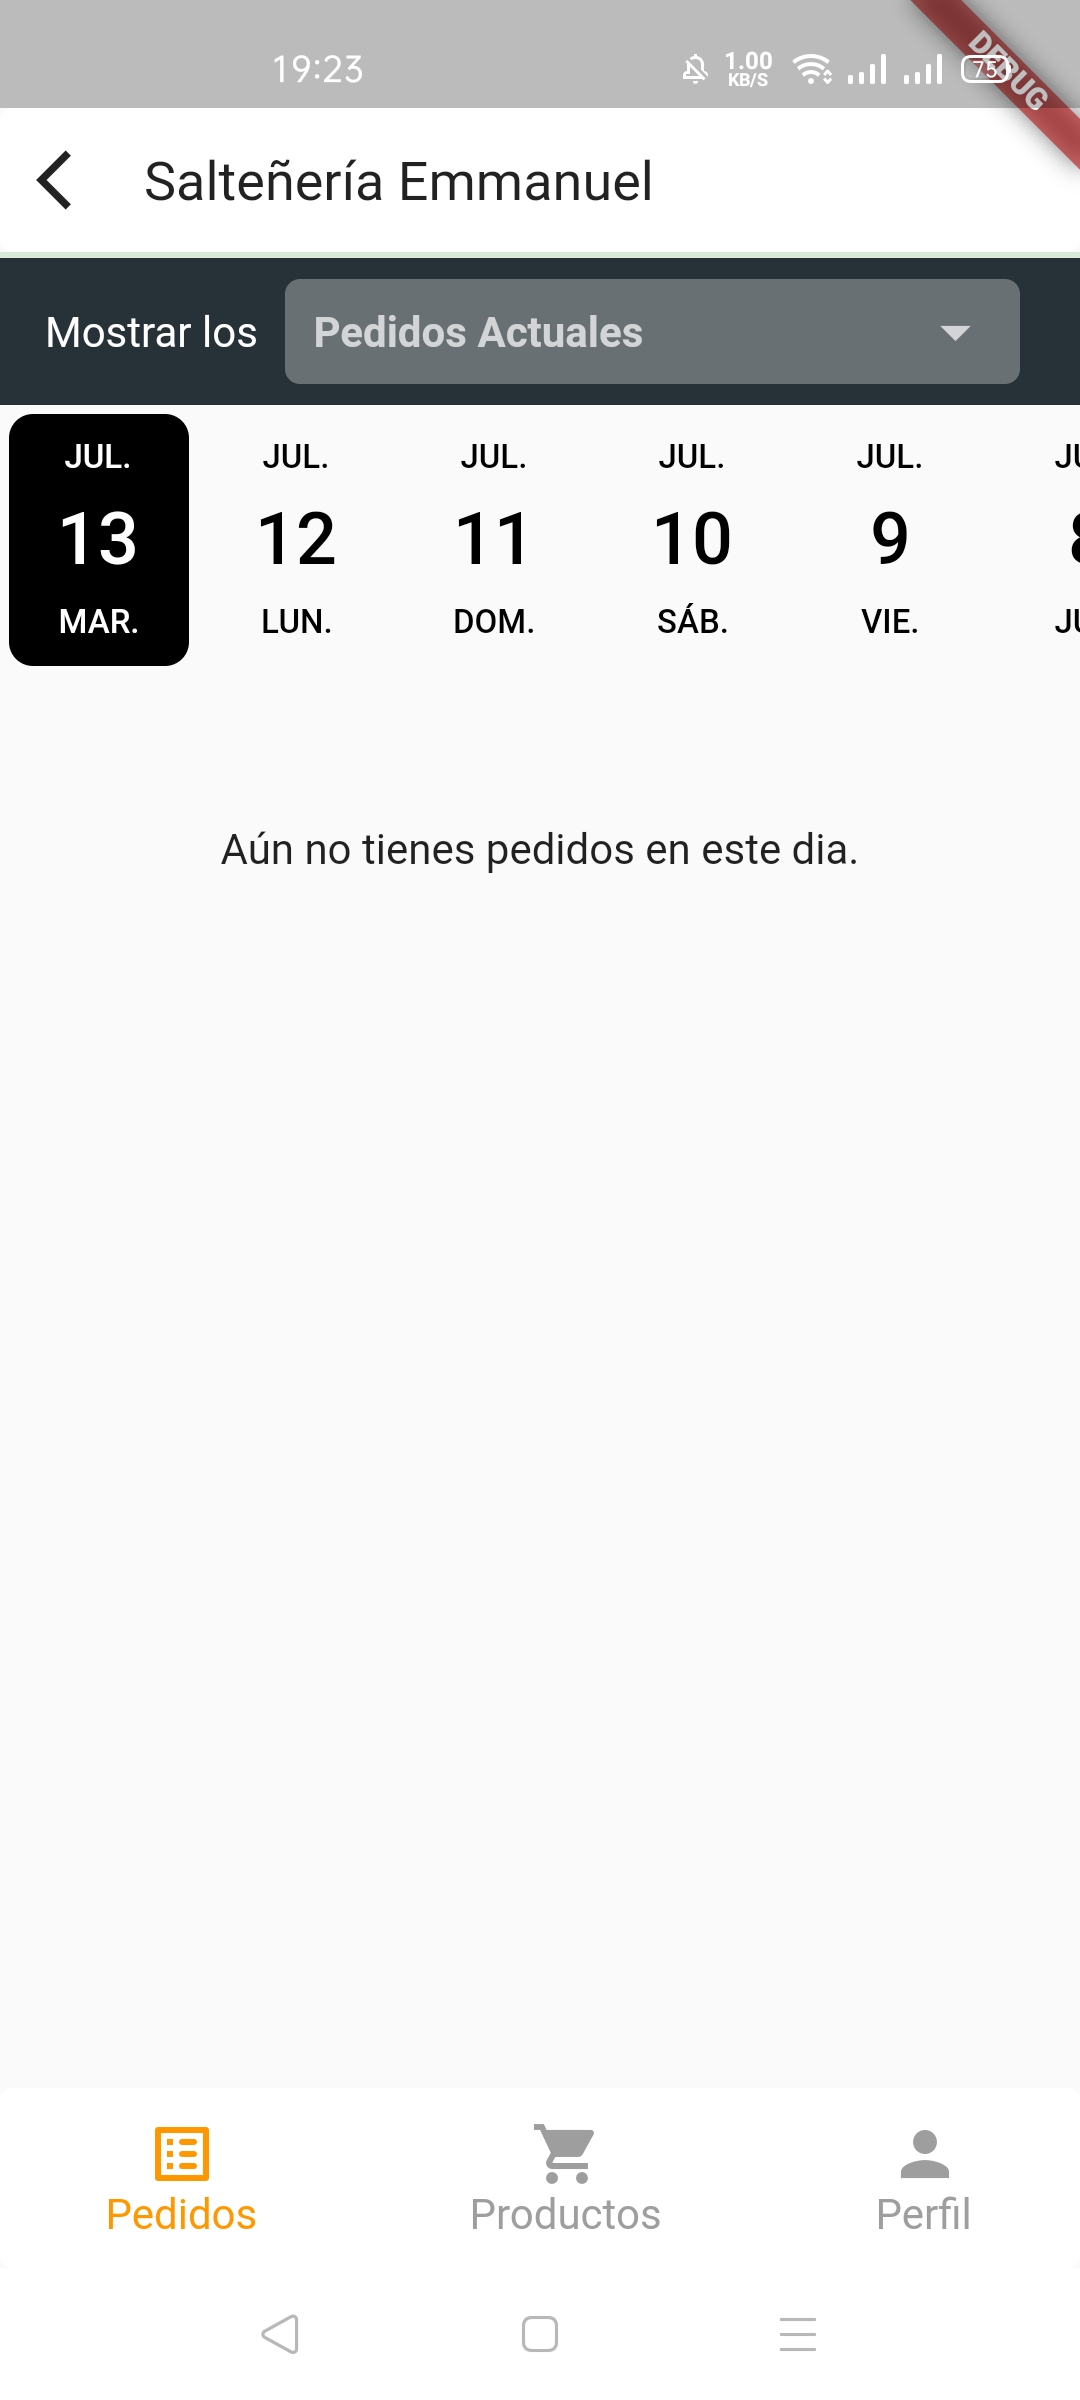 19:23
1.00
KB/S
75
DEBUG
Salteñería Emmanuel
Mostrar los Pedidos Actuales
JUL. JUL. JUL. JUL. JUL. JU
13 12 11 10 9 8
MAR. LUN. DOM. SÁB. VIE. JU
Aún no tienes pedidos en este dia.
Pedidos Productos Perfil